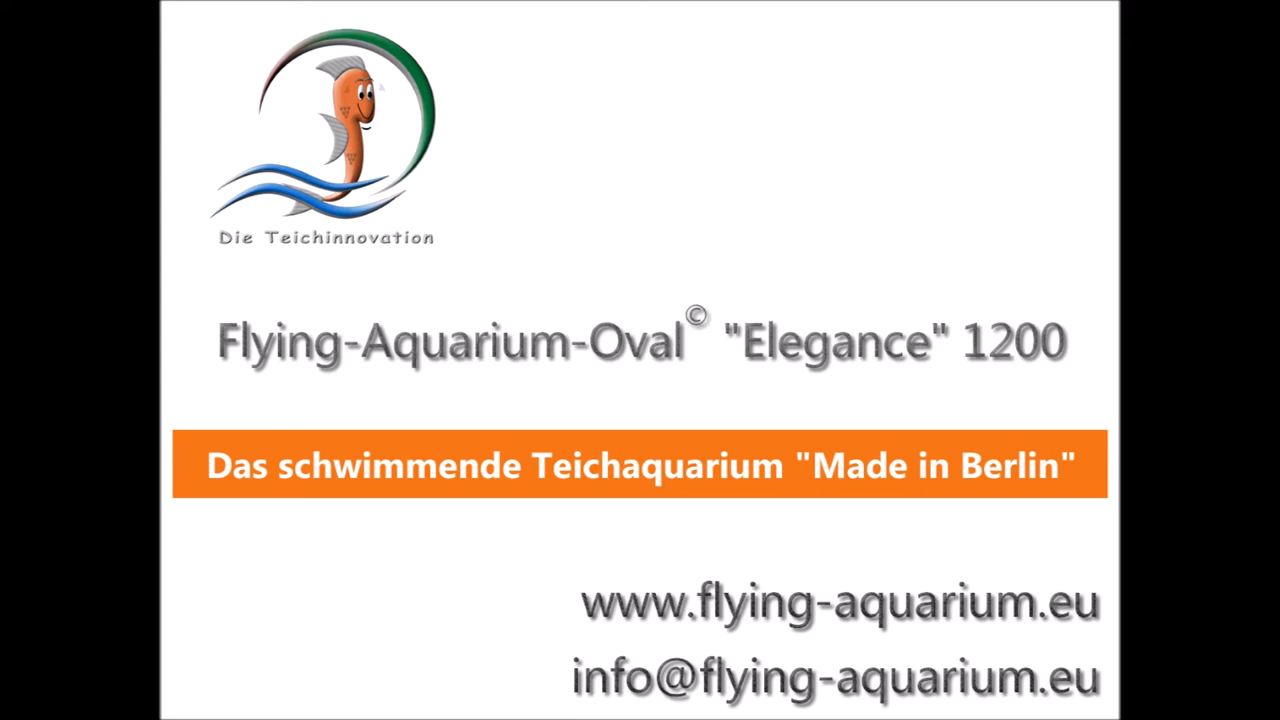 Die Teichinnovation
Flying-Aquarium-Oval© "Elegance" 1200
Das schwimmende Teichaquarium "Made in Berlin"
www.flying-aquarium.eu
info@flying-aquarium.eu